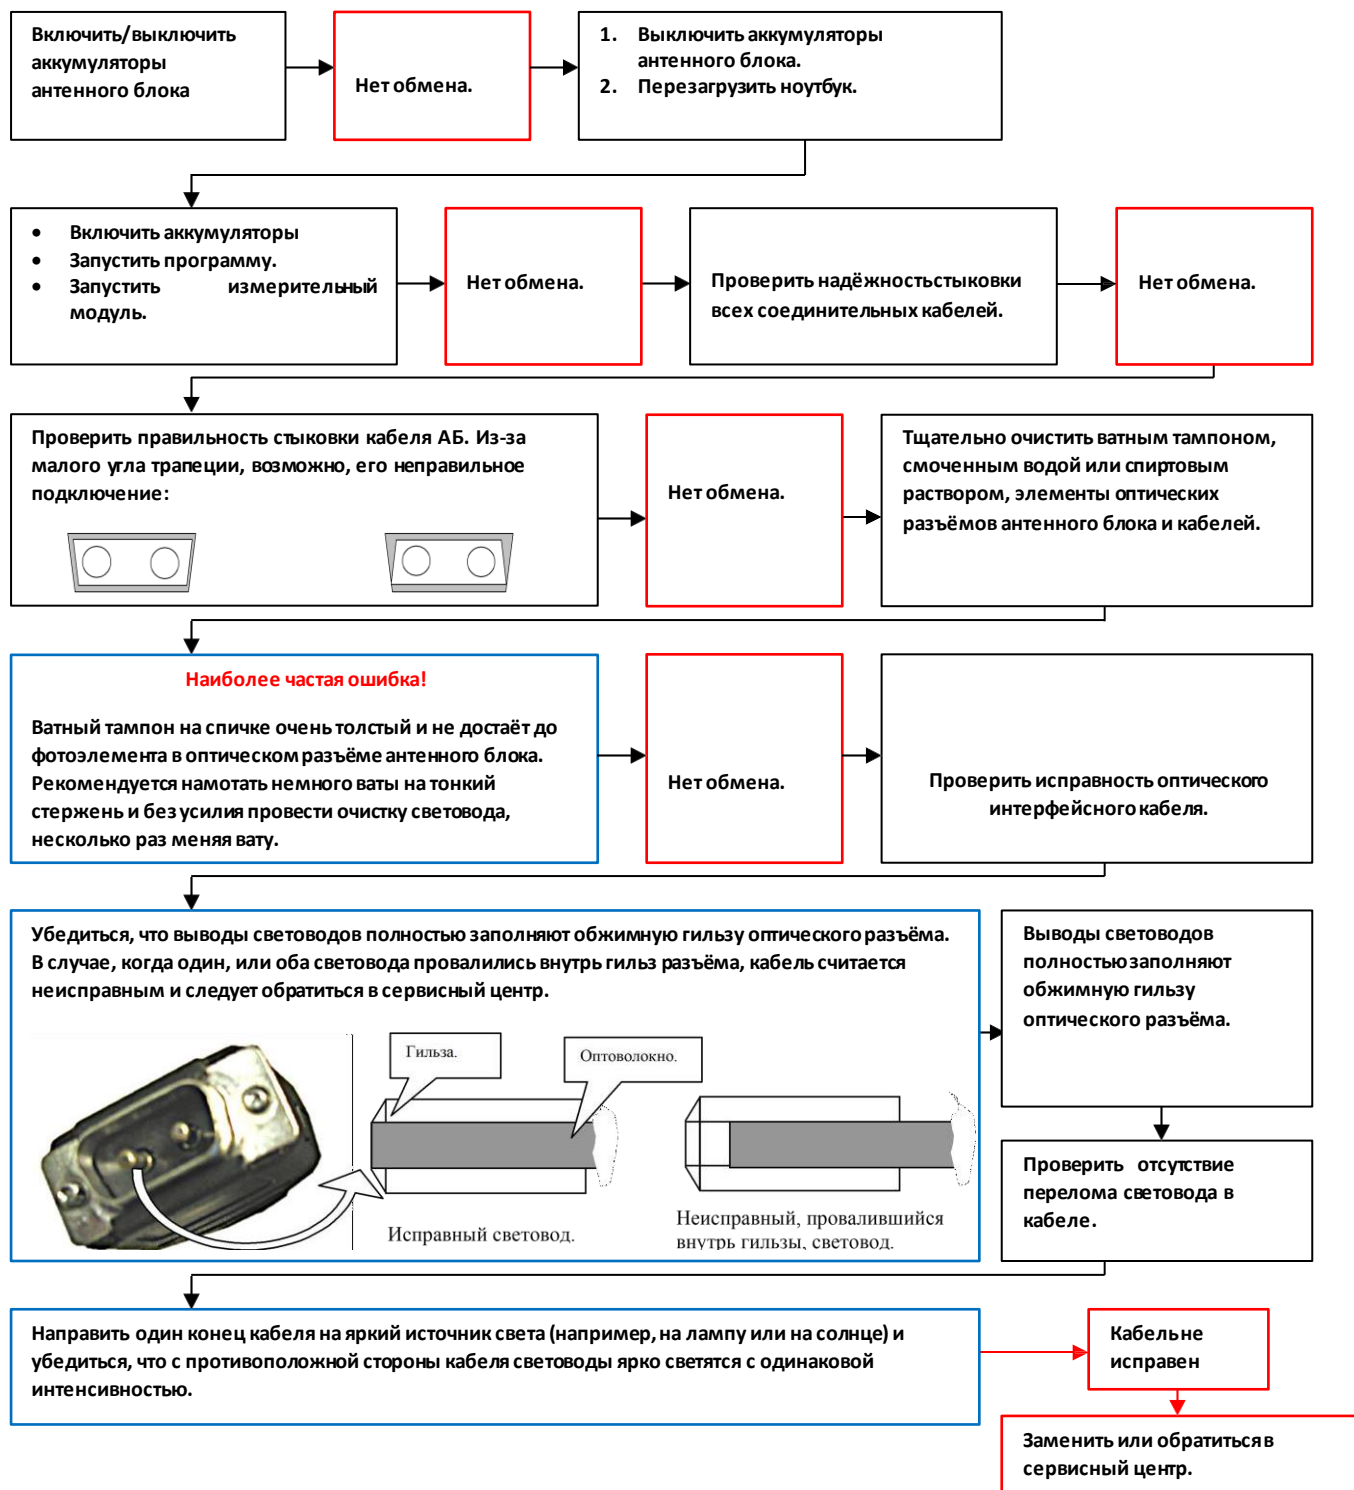 Включить/выключить
аккумуляторы
антенного блока
Нет обмена.
1. Выключить аккумуляторы
антенного блока.
2. Перезагрузить ноутбук.
• Включить аккумуляторы
• Запустить программу.
• Запустить измерительный
модуль.
Нет обмена.
Проверить надёжность стыковки
всех соединительных кабелей.
Нет обмена.
Проверить правильность стыковки кабеля АБ. Из-за
малого угла трапеции, возможно, его неправильное
подключение:
Нет обмена.
Тщательно очистить ватным тампоном,
смоченным водой или спиртовым
раствором, элементы оптических
разъёмов антенного блока и кабелей.
Наиболее частая ошибка!
Ватный тампон на спичке очень толстый и не достаёт до
фотоэлемента в оптическом разъёме антенного блока.
Рекомендуется намотать немного ваты на тонкий
стержень и без усилия провести очистку световода,
несколько раз меняя вату.
Нет обмена.
Проверить исправность оптического
интерфейсного кабеля.
Убедиться, что выводы световодов полностью заполняют обжимную гильзу оптического разъёма.
В случае, когда один, или оба световода провалились внутрь гильз разъёма, кабель считается
неисправным и следует обратиться в сервисный центр.
Гильза.
Оптоволокно.
Исправный световод.
Неисправный, провалившийся
внутрь гильзы, световод.
Выводы световодов
полностью заполняют
обжимную гильзу
оптического разъёма.
Проверить отсутствие
перелома световода в
кабеле.
Направить один конец кабеля на яркий источник света (например, на лампу или на солнце) и
убедиться, что с противоположной стороны кабеля световоды ярко светятся с одинаковой
интенсивностью.
Кабель не
исправен
Заменить или обратиться в
сервисный центр.